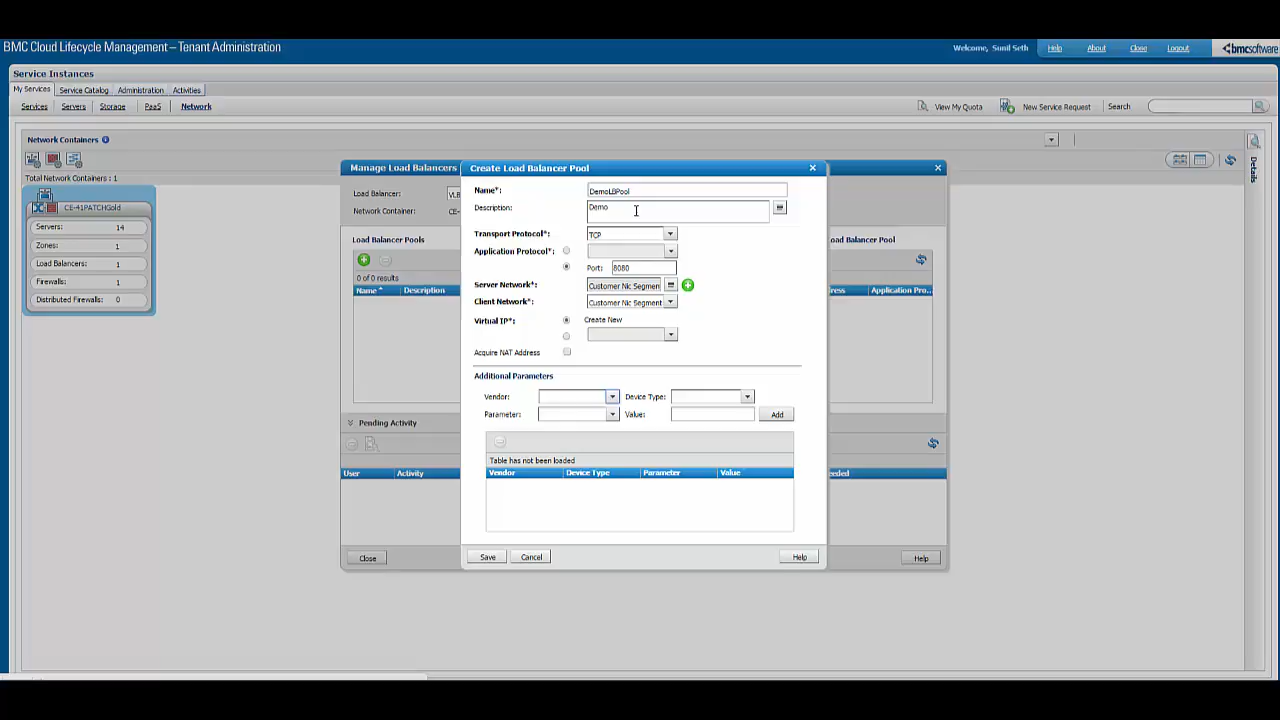 BMC Cloud Lifecycle Management – Tenant Administration
Welcome, Sunil Seth
Help About Close Logout
bmcsoftware
Service Instances
My Services Service Catalog Administration Activities
Services Servers Storage PaaS Network
View My Quota New Service Request Search
Network Containers
Total Network Containers : 1
CE-41PATCHGold
Servers: 14
Zones: 1
Load Balancers: 1
Firewalls: 1
Distributed Firewalls: 0
Details
Manage Load Balancers
Load Balancer: VLB
Network Container: CE-
Load Balancer Pools
0 of 0 results
Name Description
oad Balancer Pool
Application Pro...
Pending Activity
User Activity
Close
Help
Create Load Balancer Pool
Name*: DemoLBPool
Description: Demo
Transport Protocol*: TCP
Application Protocol*:
Port: 8080
Server Network*: Customer Nic Segmen
Client Network*: Customer Nic Segment
Virtual IP*: Create New
Acquire NAT Address
Additional Parameters
Vendor: Device Type:
Parameter: Value: Add
Table has not been loaded
Vendor Device Type Parameter Value
Save Cancel Help